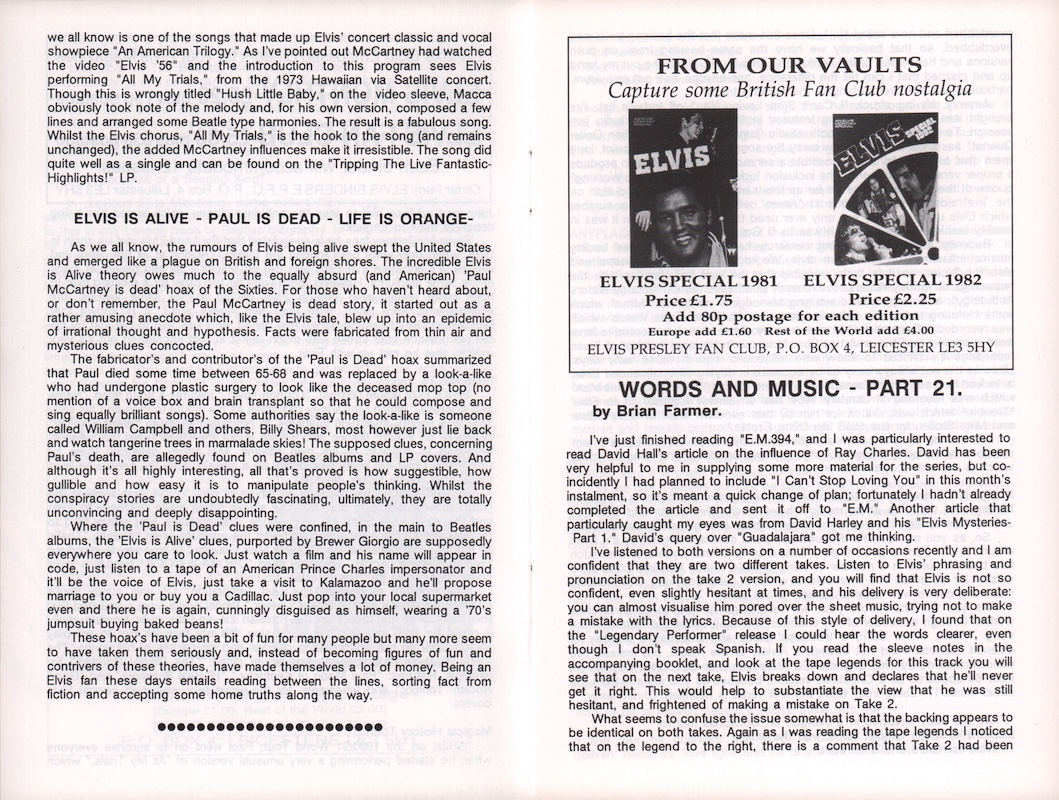 we all know is one of the songs that made up Elvis' concert classic and vocal
showpiece "An American Trilogy." As I've pointed out McCartney had watched
the video "Elvis '56" and the introduction to this program sees Elvis
performing "All My Trials," from the 1973 Hawaiian via Satellite concert.
Though this is wrongly titled "Hush Little Baby," on the video sleeve, Macca
obviously took note of the melody and, for his own version, composed a few
lines and arranged some Beatle type harmonies. The result is a fabulous song.
Whilst the Elvis chorus, "All My Trials," is the hook to the song (and remains
unchanged), the added McCartney influences make it irresistible. The song did
quite well as a single and can be found on the "Tripping The Live Fantastic-
Highlights!" LP.
ELVIS IS ALIVE - PAUL IS DEAD - LIFE IS ORANGE-
As we all know, the rumours of Elvis being alive swept the United States
and emerged like a plague on British and foreign shores. The incredible Elvis
is Alive theory owes much to the equally absurd (and American) 'Paul
McCartney is dead' hoax of the Sixties. For those who haven't heard about,
or don't remember, the Paul McCartney is dead story, it started out as a
rather amusing anecdote which, like the Elvis tale, blew up into an epidemic
of irrational thought and hypothesis. Facts were fabricated from thin air and
mysterious clues concocted.
The fabricator's and contributor's of the 'Paul is Dead' hoax summarized
that Paul died some time between 65-68 and was replaced by a look-a-like
who had undergone plastic surgery to look like the deceased mop top (no
mention of a voice box and brain transplant so that he could compose and
sing equally brilliant songs). Some authorities say the look-a-like is someone
called William Campbell and others, Billy Shears, most however just lie back
and watch tangerine trees in marmalade skies! The supposed clues, concerning
Paul's death, are allegedly found on Beatles albums and LP covers. And
although it's all highly interesting, all that's proved is how suggestible, how
gullible and how easy it is to manipulate people's thinking. Whilst the
conspiracy stories are undoubtedly fascinating, ultimately, they are totally
unconvincing and deeply disappointing.
Where the 'Paul is Dead' clues were confined, in the main to Beatles
albums, the 'Elvis is Alive' clues, purported by Brewer Giorgio are supposedly
everywhere you care to look. Just watch a film and his name will appear in
code, just listen to a tape of an American Prince Charles impersonator and
it'll be the voice of Elvis, just take a visit to Kalamazoo and he'll propose
marriage to you or buy you a Cadillac. Just pop into your local supermarket
even and there he is again, cunningly disguised as himself, wearing a '70's
jumpsuit buying baked beans!
These hoax's have been a bit of fun for many people but many more seem
to have taken them seriously and, instead of becoming figures of fun and
contrivers of these theories, have made themselves a lot of money. Being an
Elvis fan these days entails reading between the lines, sorting fact from
fiction and accepting some home truths along the way.
FROM OUR VAULTS
Capture some British Fan Club nostalgia
ELVIS
ELVIS SPECIAL 1982
ELVIS SPECIAL 1981 ELVIS SPECIAL 1982
Price £1.75 Price £2.25
Add 80p postage for each edition
Europe add £1.60 Rest of the World add £4.00
ELVIS PRESLEY FAN CLUB, P.O. BOX 4, LEICESTER LE3 5HY
WORDS AND MUSIC - PART 21.
by Brian Farmer.
I've just finished reading "E.M.394," and I was particularly interested to
read David Hall's article on the influence of Ray Charles. David has been
very helpful to me in supplying some more material for the series, but co-
incidently I had planned to include "I Can't Stop Loving You" in this month's
instalment, so it's meant a quick change of plan; fortunately I hadn't already
completed the article and sent it off to "E.M." Another article that
particularly caught my eyes was from David Harley and his "Elvis Mysteries-
Part 1." David's query over "Guadalajara" got me thinking.
I've listened to both versions on a number of occasions recently and I am
confident that they are two different takes. Listen to Elvis' phrasing and
pronunciation on the take 2 version, and you will find that Elvis is not so
confident, even slightly hesitant at times, and his delivery is very deliberate:
you can almost visualise him pored over the sheet music, trying not to make
a mistake with the lyrics. Because of this style of delivery, I found that on
the "Legendary Performer" release I could hear the words clearer, even
though I don't speak Spanish. If you read the sleeve notes in the
accompanying booklet, and look at the tape legends for this track you will
see that on the next take, Elvis breaks down and declares that he'll never
get it right. This would help to substantiate the view that he was still
hesitant, and frightened of making a mistake on Take 2.
What seems to confuse the issue somewhat is that the backing appears to
be identical on both takes. Again as I was reading the tape legends I noticed
that on the legend to the right, there is a comment that Take 2 had been